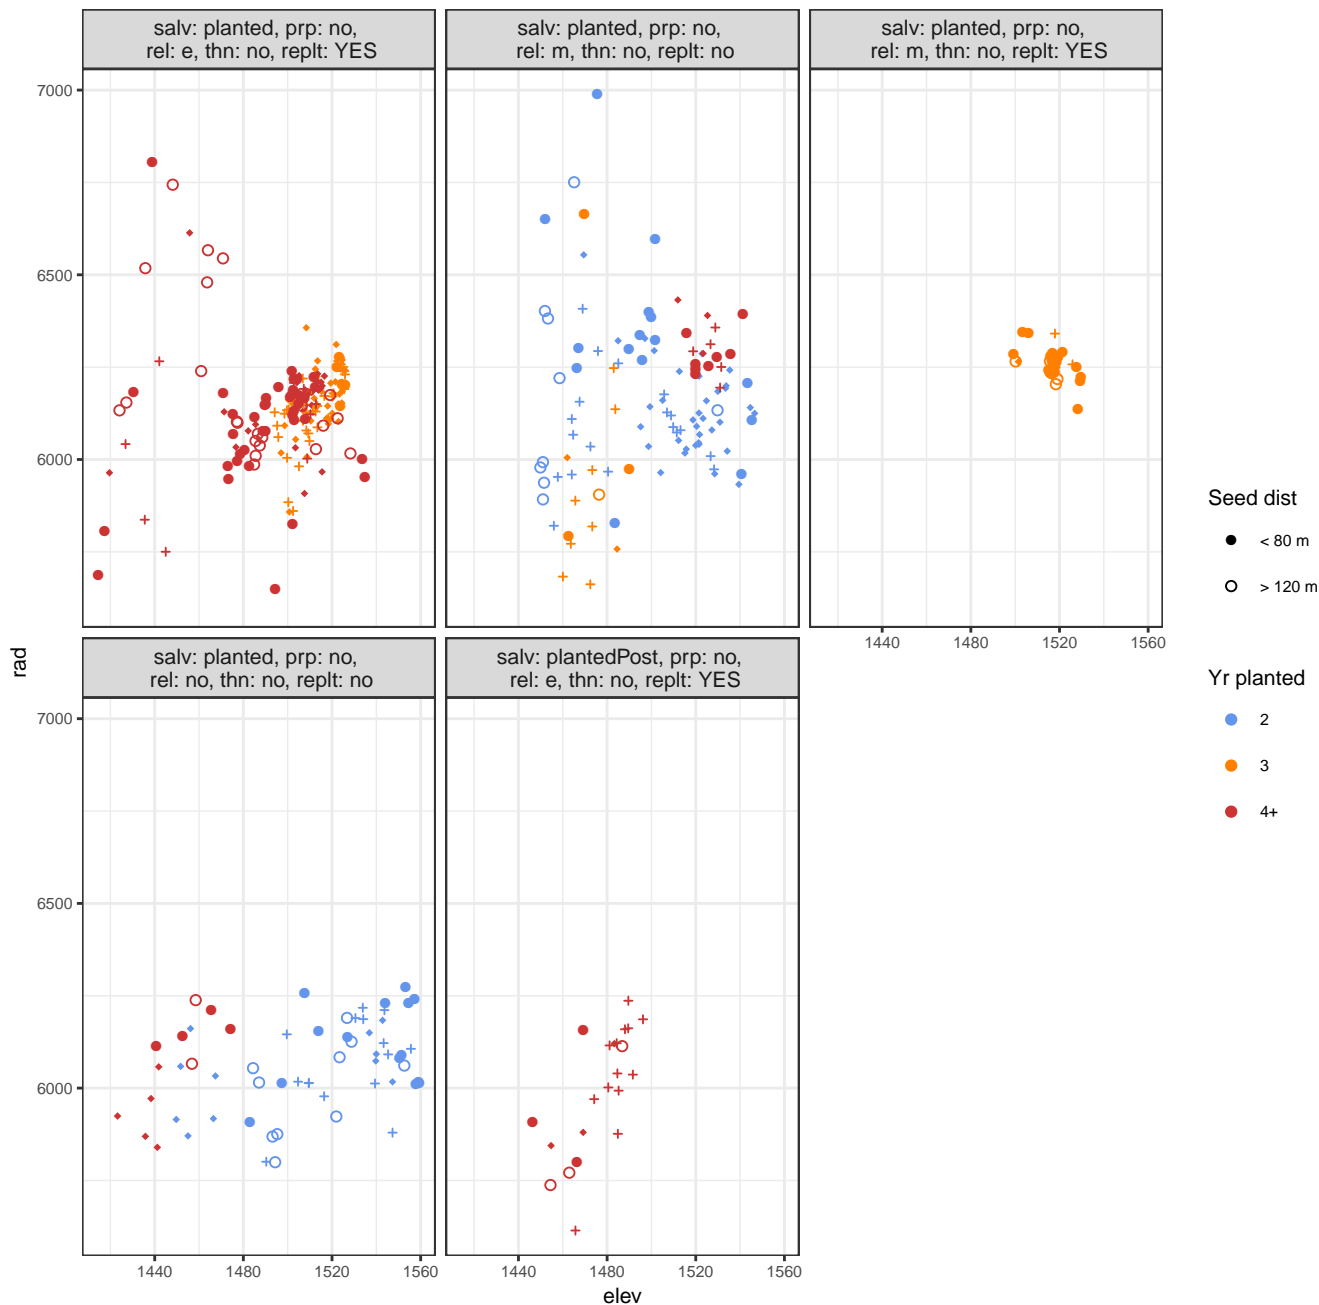 salv: planted, prp: no,
rel: e, thn: no, replt: YES
salv: planted, prp: no,
rel: m, thn: no, replt: no
salv: planted, prp: no,
rel: m, thn: no, replt: YES
7000
6500
6000
1440
1480
1520
1560
salv: planted, prp: no,
rel: no, thn: no, replt: no
salv: plantedPost, prp: no,
rel: e, thn: no, replt: YES
7000
6500
6000
1440
1480
1520
1560
1440
1480
1520
1560
elev
rad
Seed dist
< 80 m
> 120 m
Yr planted
2
3
4+